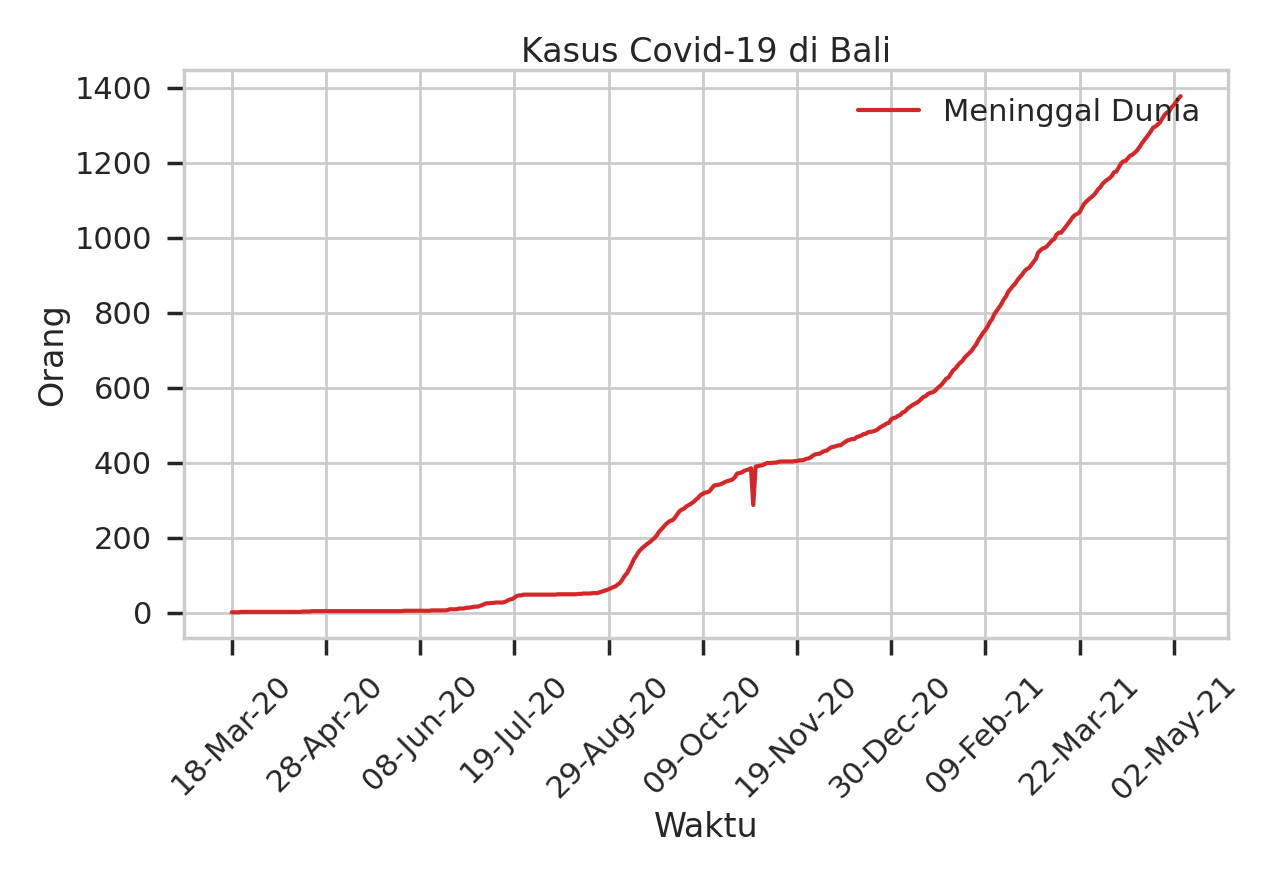 Kasus Covid-19 di Bali
Meninggal Dunia
Orang
1400
1200
1000
800
600
400
200
0
18-Mar-20
28-Apr-20
08-Jun-20
19-Jul-20
29-Aug-20
09-Oct-20
19-Nov-20
30-Dec-20
09-Feb-21
22-Mar-21
02-May-21
Waktu